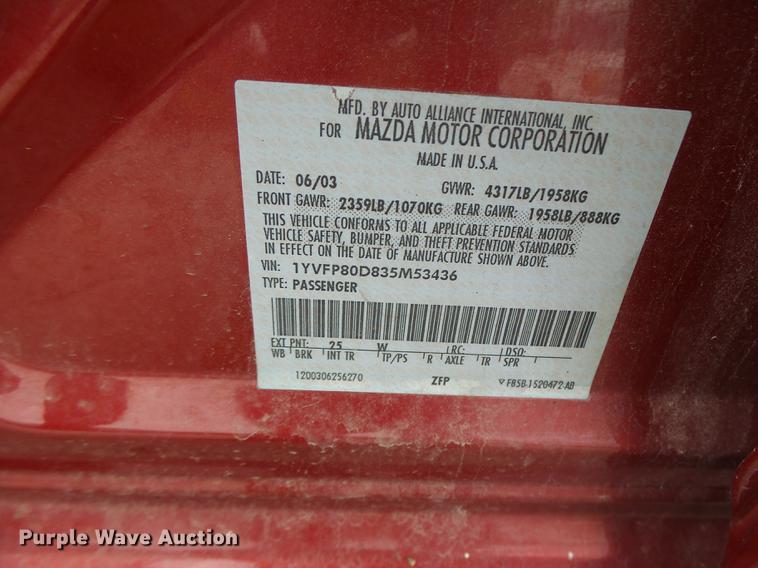 MFD. BY AUTO ALLIANCE INTERNATIONAL, INC.
FOR MAZDA MOTOR CORPORATION
MADE IN U.S.A.
DATE: 06/03 GVWR: 4317LB/1958KG
FRONT GAWR: 2359LB/1070KG REAR GAWR: 1958LB/888KG
THIS VEHICLE CONFORMS TO ALL APPLICABLE FEDERAL MOTOR
VEHICLE SAFETY, BUMPER, AND THEFT PREVENTION STANDARDS
IN EFFECT ON THE DATE OF MANUFACTURE SHOWN ABOVE.
VIN: 1YVFP80D835M53436
TYPE: PASSENGER
EXT PNT: 25 W RC: DSO:
WB BRK INT TR TP/PS R AXLE TR SPR
1200306256270 ZFP F85B-1520472-AB
Purple Wave Auction